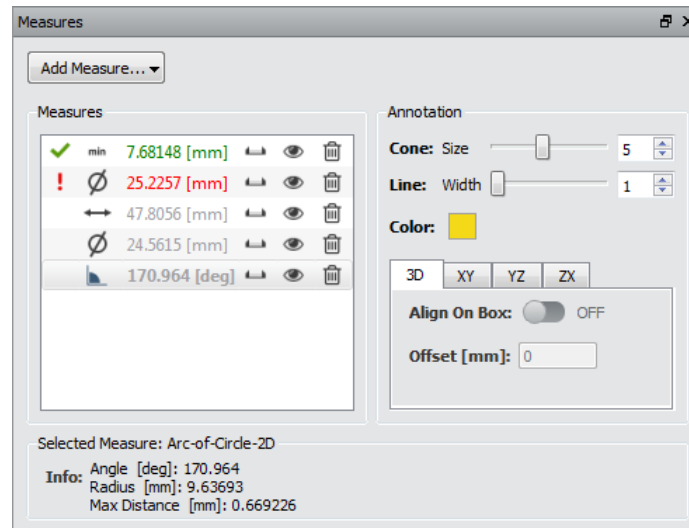 Measures
Add Measure...
Measures
min 7.68148 [mm]
25.2257 [mm]
47.8056 [mm]
24.5615 [mm]
170.964 [deg]
Annotation
Cone: Size 5
Line: Width 1
Color:
3D XY YZ ZX
Align On Box: OFF
Offset [mm]: 0
Selected Measure: Arc-of-Circle-2D
Info: Angle [deg]: 170.964
Radius [mm]: 9.63693
Max Distance [mm]: 0.669226